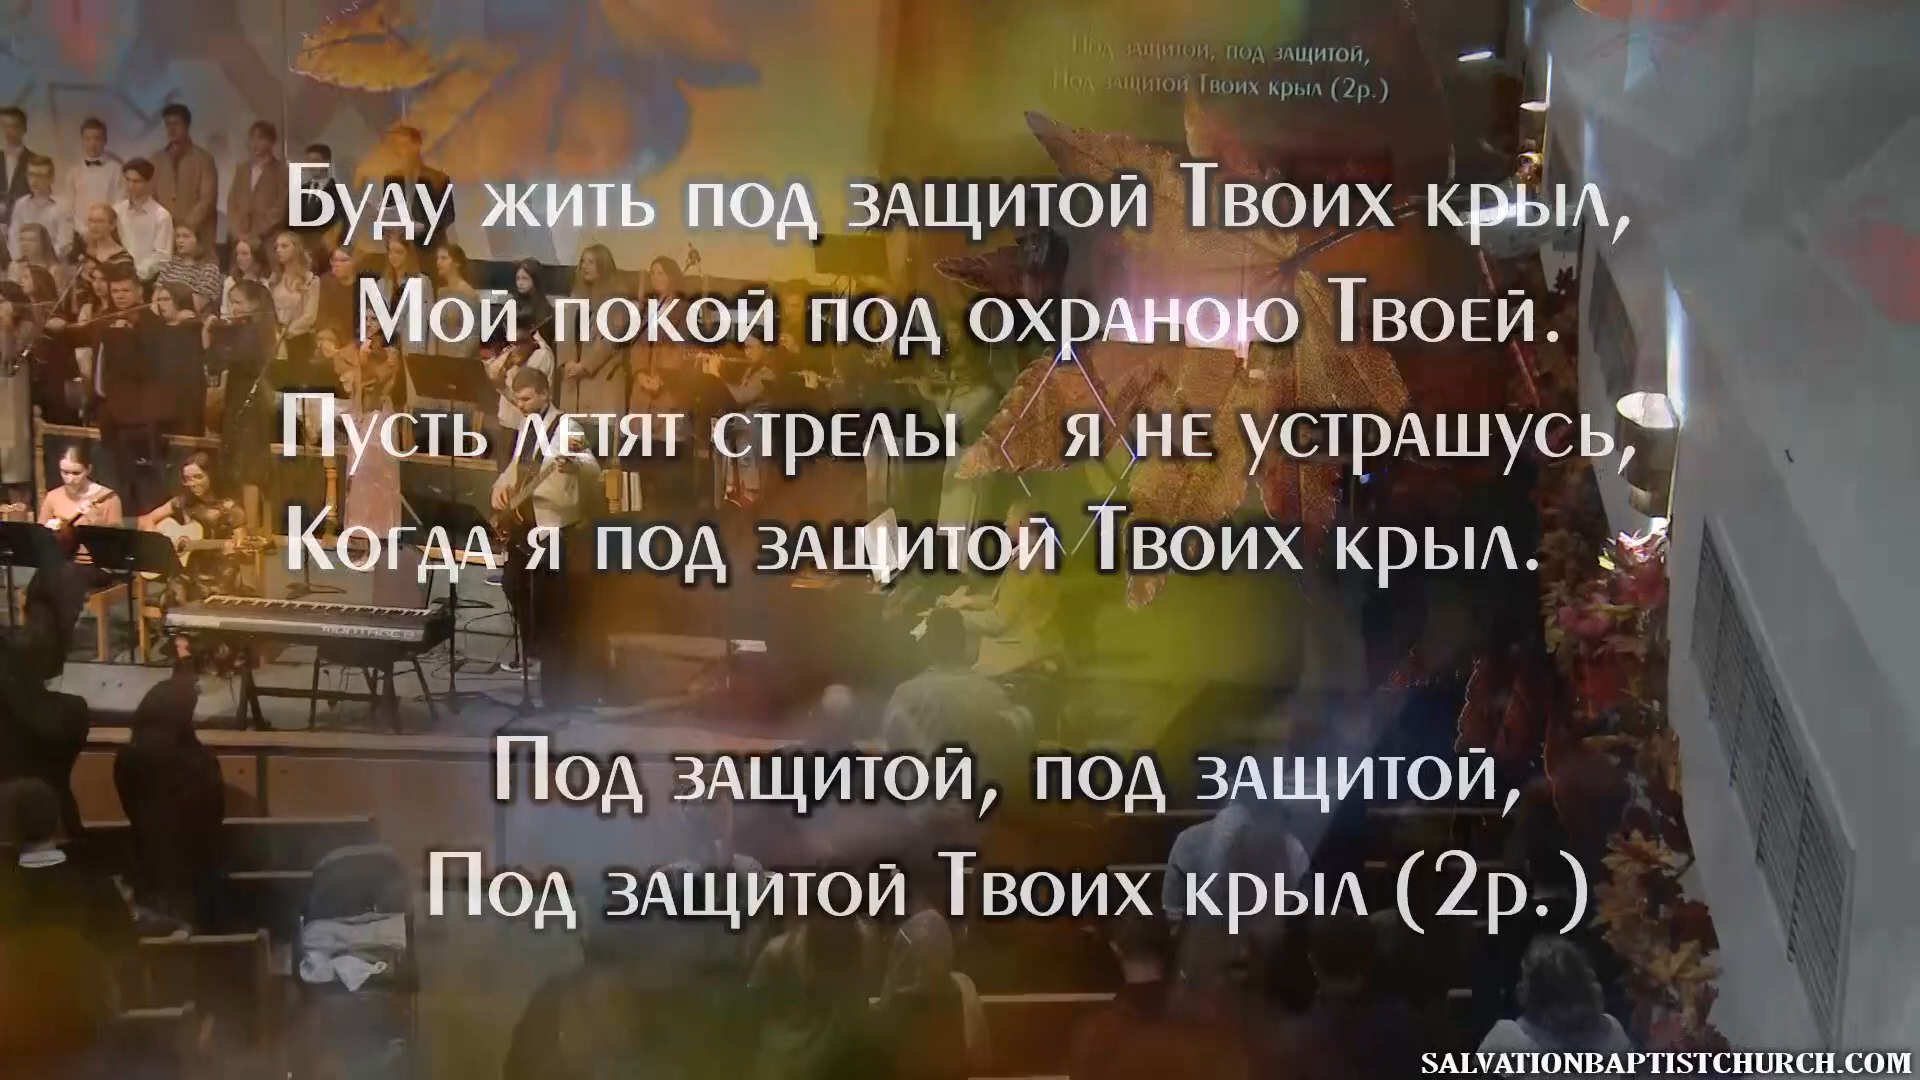 Под защитой, под защитой,
Под защитой Твоих крыл (2р.)
Буду жить под защитой Твоих крыл,
Мой покой под охраною Твоей.
Пусть летят стрелы я не устрашусь,
Когда я под защитой Твоих крыл.
Под защитой, под защитой,
Под защитой Твоих крыл (2р.)
MONTAGE 8
SALVATIONBAPTISTCHURCH.COM